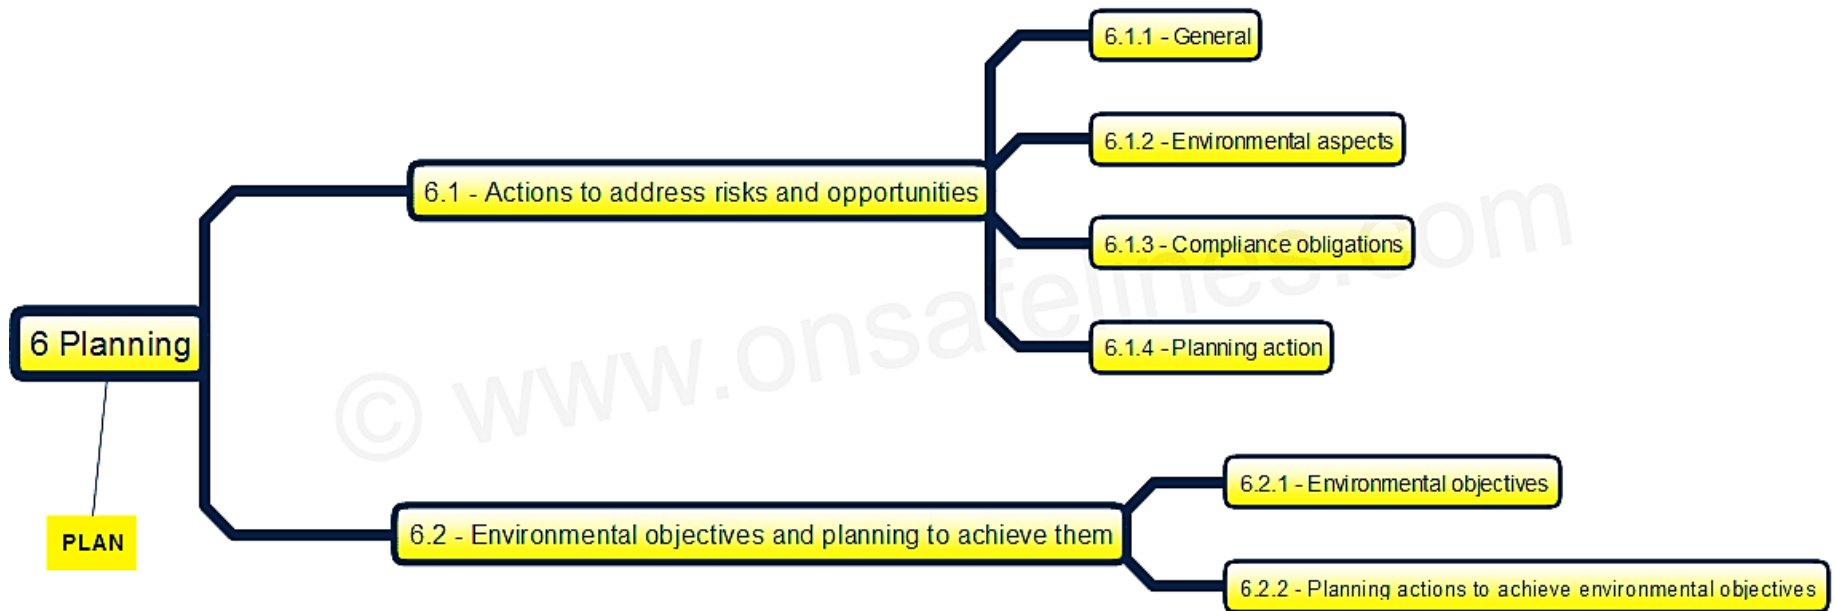 6 Planning
PLAN
6.1 - Actions to address risks and opportunities
6.1.1 - General
6.1.2 - Environmental aspects
6.1.3 - Compliance obligations
6.1.4 - Planning action
6.2 - Environmental objectives and planning to achieve them
6.2.1 - Environmental objectives
6.2.2 - Planning actions to achieve environmental objectives
© www.onsafelines.com